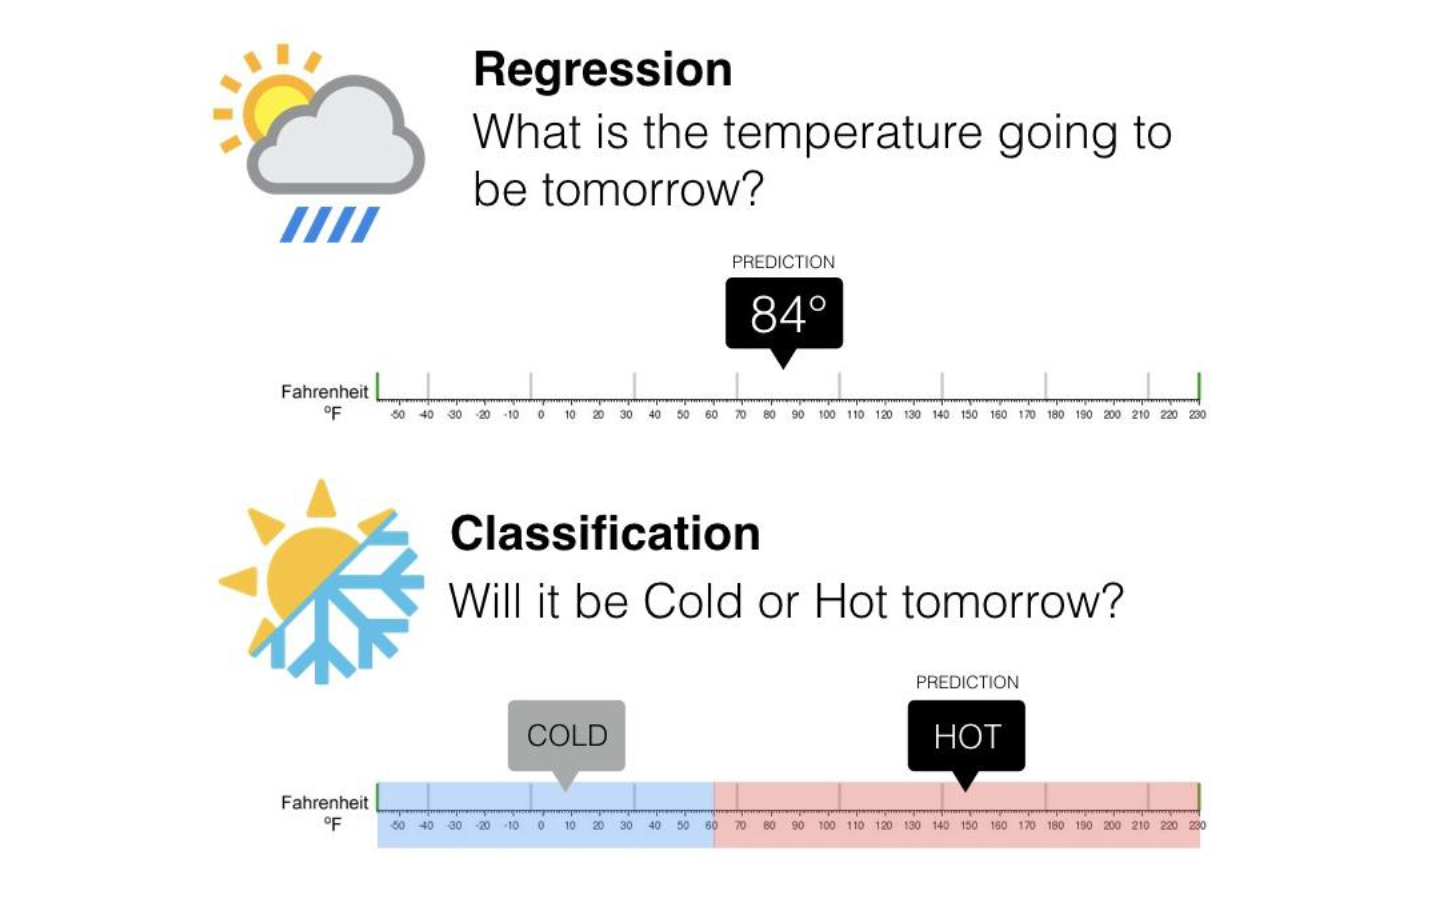 Regression
What is the temperature going to
be tomorrow?
PREDICTION
84°
Fahrenheit
ºF
-50 -40 -30 -20 -10 0 10 20 30 40 50 60 70 80 90 100 110 120 130 140 150 160 170 180 190 200 210 220 230
Classification
Will it be Cold or Hot tomorrow?
PREDICTION
COLD
HOT
Fahrenheit
ºF
-50 -40 -30 -20 -10 0 10 20 30 40 50 60 70 80 90 100 110 120 130 140 150 160 170 180 190 200 210 220 230